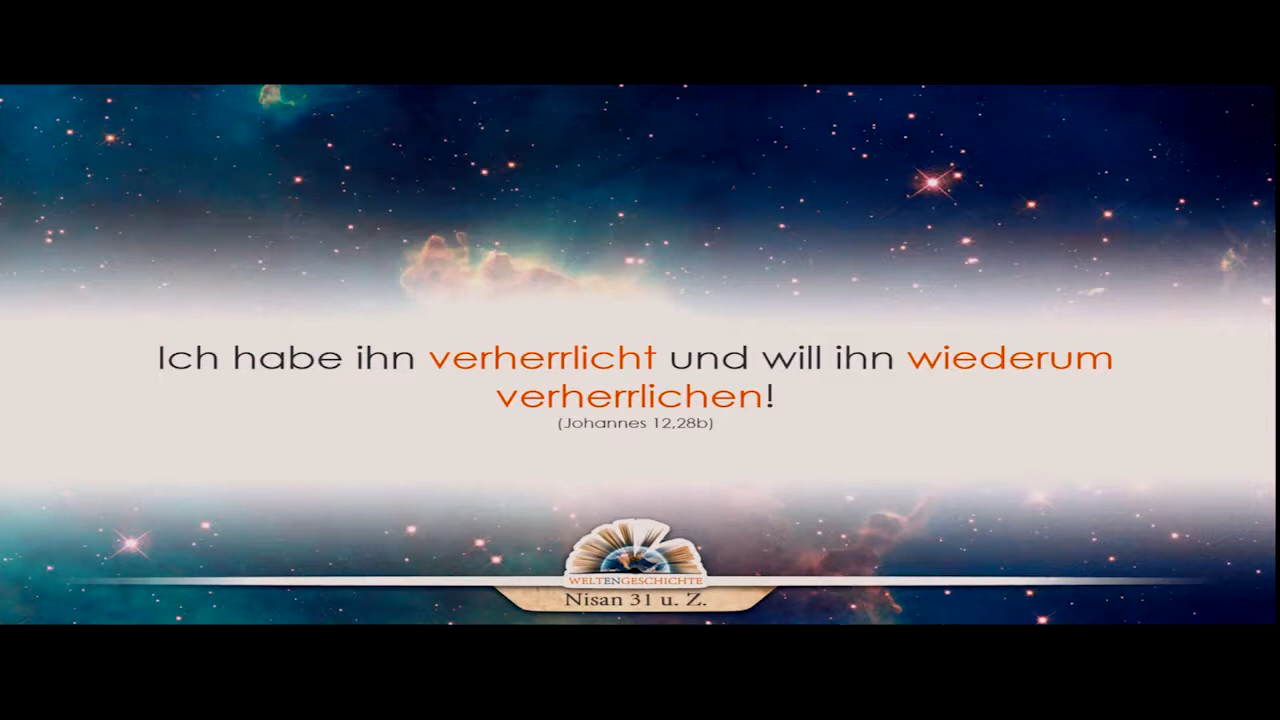 Ich habe ihn verherrlicht und will ihn wiederum
verherrlichen!
(Johannes 12,28b)
WELTENGESCHICHTE
Nisan 31 u. Z.